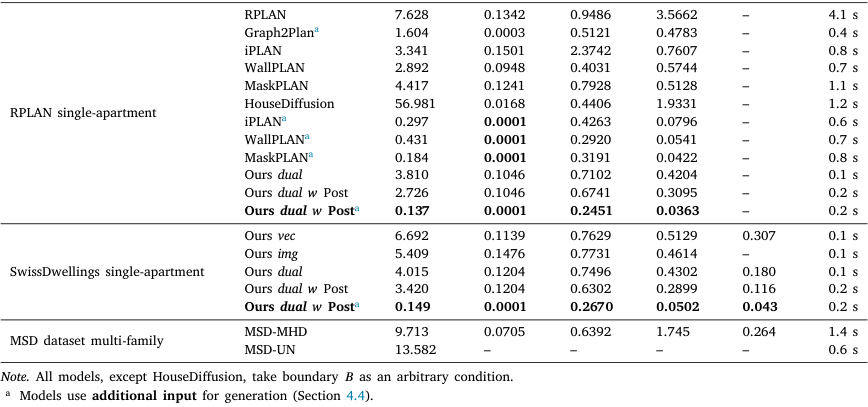 RPLAN 7.628 0.1342 0.9486 3.5662 – 4.1 s
Graph2Planᵃ 1.604 0.0003 0.5121 0.4783 – 0.4 s
iPLAN 3.341 0.1501 2.3742 0.7607 – 0.8 s
WallPLAN 2.892 0.0948 0.4031 0.5744 – 0.7 s
MaskPLAN 4.417 0.1241 0.7928 0.5128 – 1.1 s
HouseDiffusion 56.981 0.0168 0.4406 1.9331 – 1.2 s
RPLAN single-apartment
iPLANᵃ 0.297 0.0001 0.4263 0.0796 – 0.6 s
WallPLANᵃ 0.431 0.0001 0.2920 0.0541 – 0.7 s
MaskPLANᵃ 0.184 0.0001 0.3191 0.0422 – 0.8 s
Ours dual 3.810 0.1046 0.7102 0.4204 – 0.1 s
Ours dual w Post 2.726 0.1046 0.6741 0.3095 – 0.2 s
Ours dual w Postᵃ 0.137 0.0001 0.2451 0.0363 – 0.2 s
Ours vec 6.692 0.1139 0.7629 0.5129 0.307 0.1 s
Ours img 5.409 0.1476 0.7731 0.4614 – 0.1 s
SwissDwellings single-apartment Ours dual 4.015 0.1204 0.7496 0.4302 0.180 0.1 s
Ours dual w Post 3.420 0.1204 0.6302 0.2899 0.116 0.2 s
Ours dual w Postᵃ 0.149 0.0001 0.2670 0.0502 0.043 0.2 s
MSD dataset multi-family
MSD-MHD 9.713 0.0705 0.6392 1.745 0.264 1.4 s
MSD-UN 13.582 – – – – 0.6 s
Note. All models, except HouseDiffusion, take boundary B as an arbitrary condition.
ᵃ Models use additional input for generation (Section 4.4).